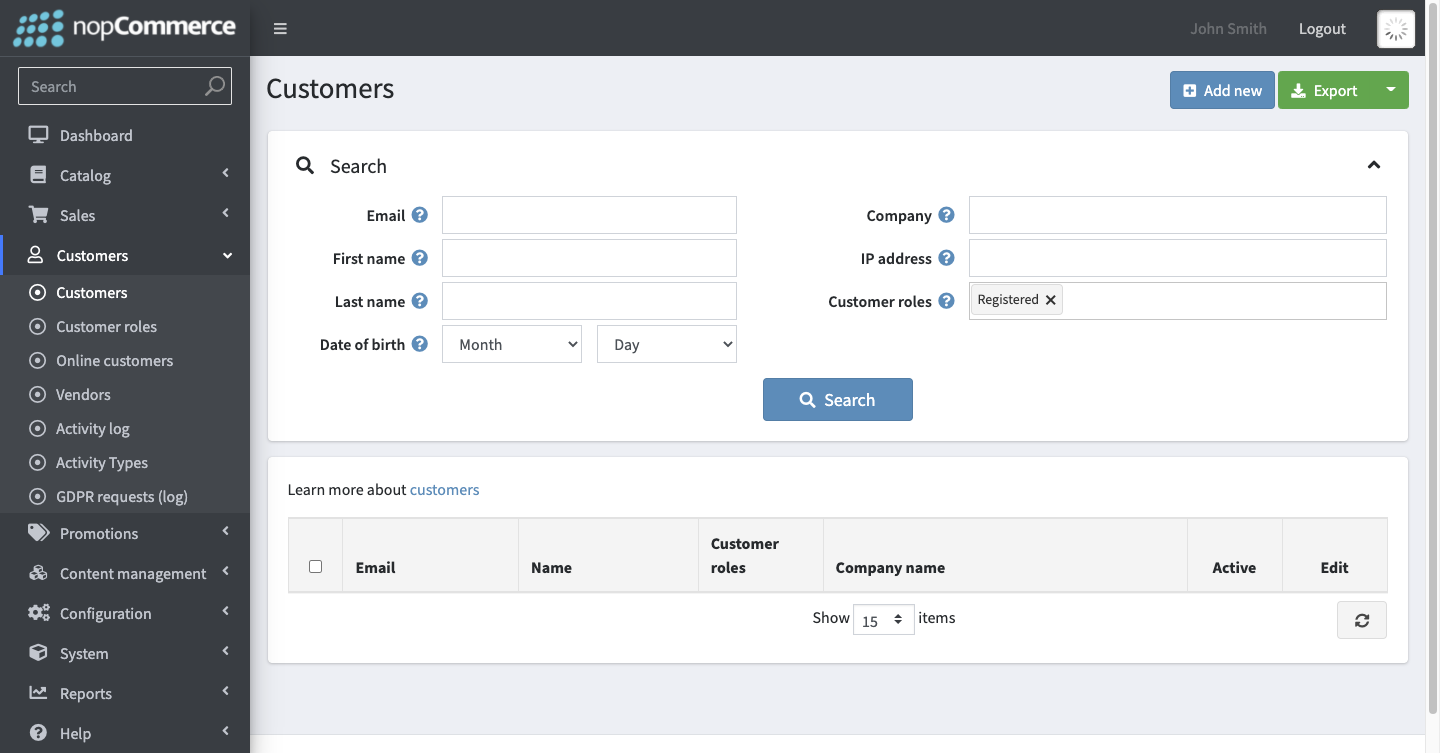 nopCommerce
John Smith
Logout
Search
Dashboard
Catalog
Sales
Customers
Customers
Customer roles
Online customers
Vendors
Activity log
Activity Types
GDPR requests (log)
Promotions
Content management
Configuration
System
Reports
Help
Customers
Add new
Export
Search
Email ?
Company ?
First name ?
IP address ?
Last name ?
Customer roles ?
Registered ×
Date of birth ?
Month
Day
Search
Learn more about customers
Email
Name
Customer
roles
Company name
Active
Edit
Show 15 items